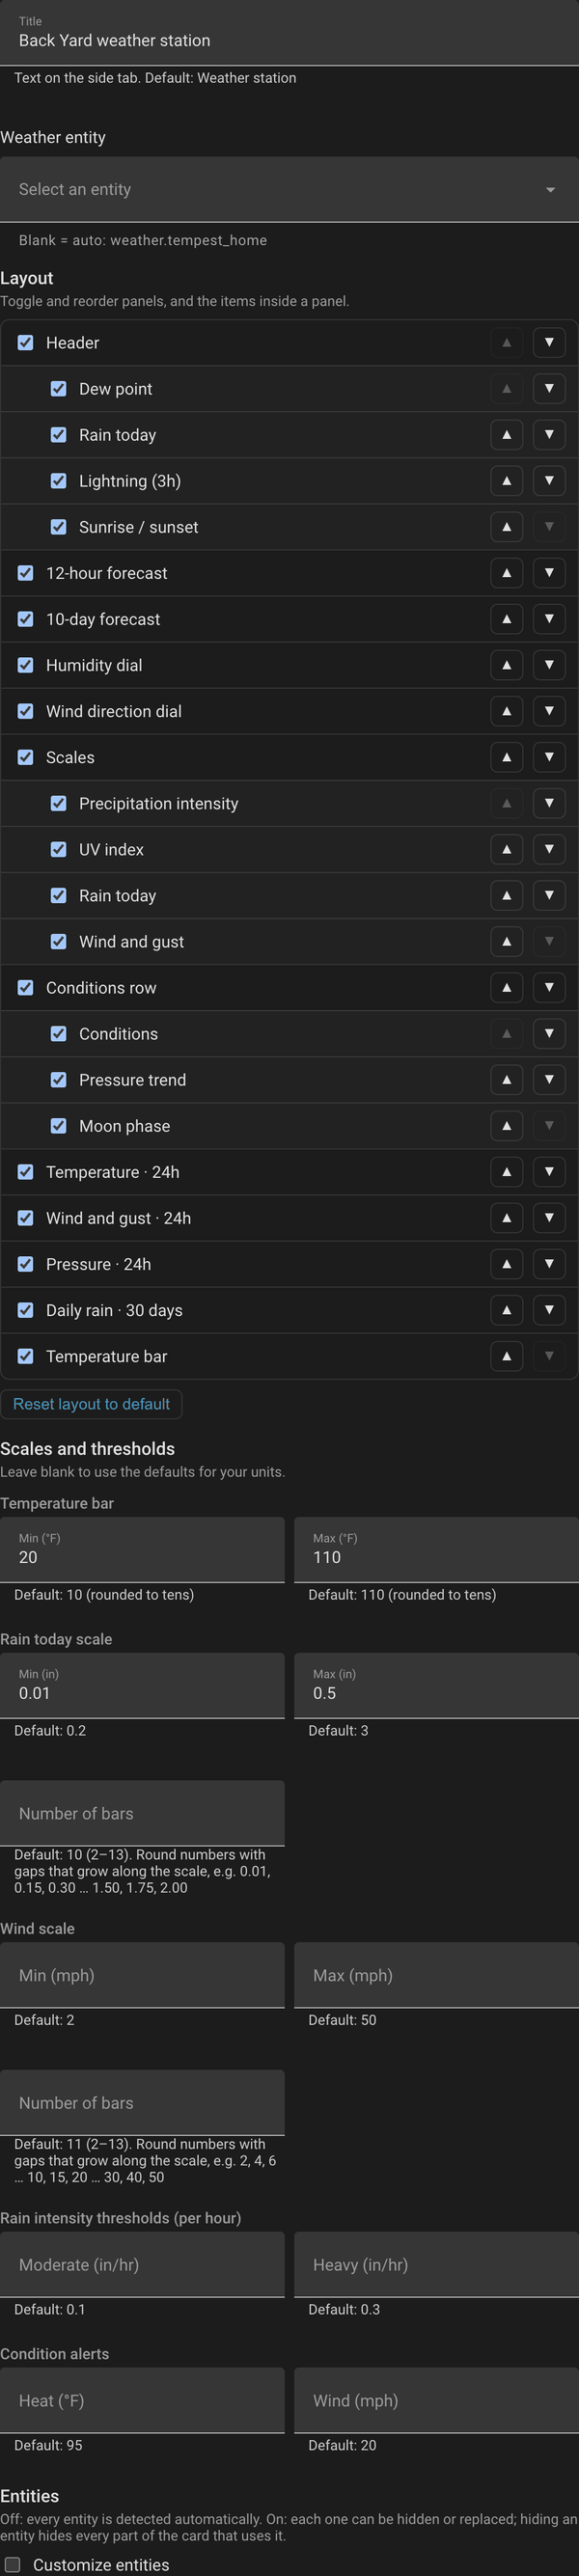 Title
Back Yard weather station
Text on the side tab. Default: Weather station
Weather entity
Select an entity
Blank = auto: weather.tempest_home
Layout
Toggle and reorder panels, and the items inside a panel.
Header ▲ ▼
Dew point ▲ ▼
Rain today ▲ ▼
Lightning (3h) ▲ ▼
Sunrise / sunset ▲ ▼
12-hour forecast ▲ ▼
10-day forecast ▲ ▼
Humidity dial ▲ ▼
Wind direction dial ▲ ▼
Scales ▲ ▼
Precipitation intensity ▲ ▼
UV index ▲ ▼
Rain today ▲ ▼
Wind and gust ▲ ▼
Conditions row ▲ ▼
Conditions ▲ ▼
Pressure trend ▲ ▼
Moon phase ▲ ▼
Temperature · 24h ▲ ▼
Wind and gust · 24h ▲ ▼
Pressure · 24h ▲ ▼
Daily rain · 30 days ▲ ▼
Temperature bar ▲ ▼
Reset layout to default
Scales and thresholds
Leave blank to use the defaults for your units.
Temperature bar
Min (°F) Max (°F)
20 110
Default: 10 (rounded to tens) Default: 110 (rounded to tens)
Rain today scale
Min (in) Max (in)
0.01 0.5
Default: 0.2 Default: 3
Number of bars
Default: 10 (2–13). Round numbers with
gaps that grow along the scale, e.g. 0.01,
0.15, 0.30 … 1.50, 1.75, 2.00
Wind scale
Min (mph) Max (mph)
Default: 2 Default: 50
Number of bars
Default: 11 (2–13). Round numbers with
gaps that grow along the scale, e.g. 2, 4, 6
… 10, 15, 20 … 30, 40, 50
Rain intensity thresholds (per hour)
Moderate (in/hr) Heavy (in/hr)
Default: 0.1 Default: 0.3
Condition alerts
Heat (°F) Wind (mph)
Default: 95 Default: 20
Entities
Off: every entity is detected automatically. On: each one can be hidden or replaced; hiding an
entity hides every part of the card that uses it.
Customize entities